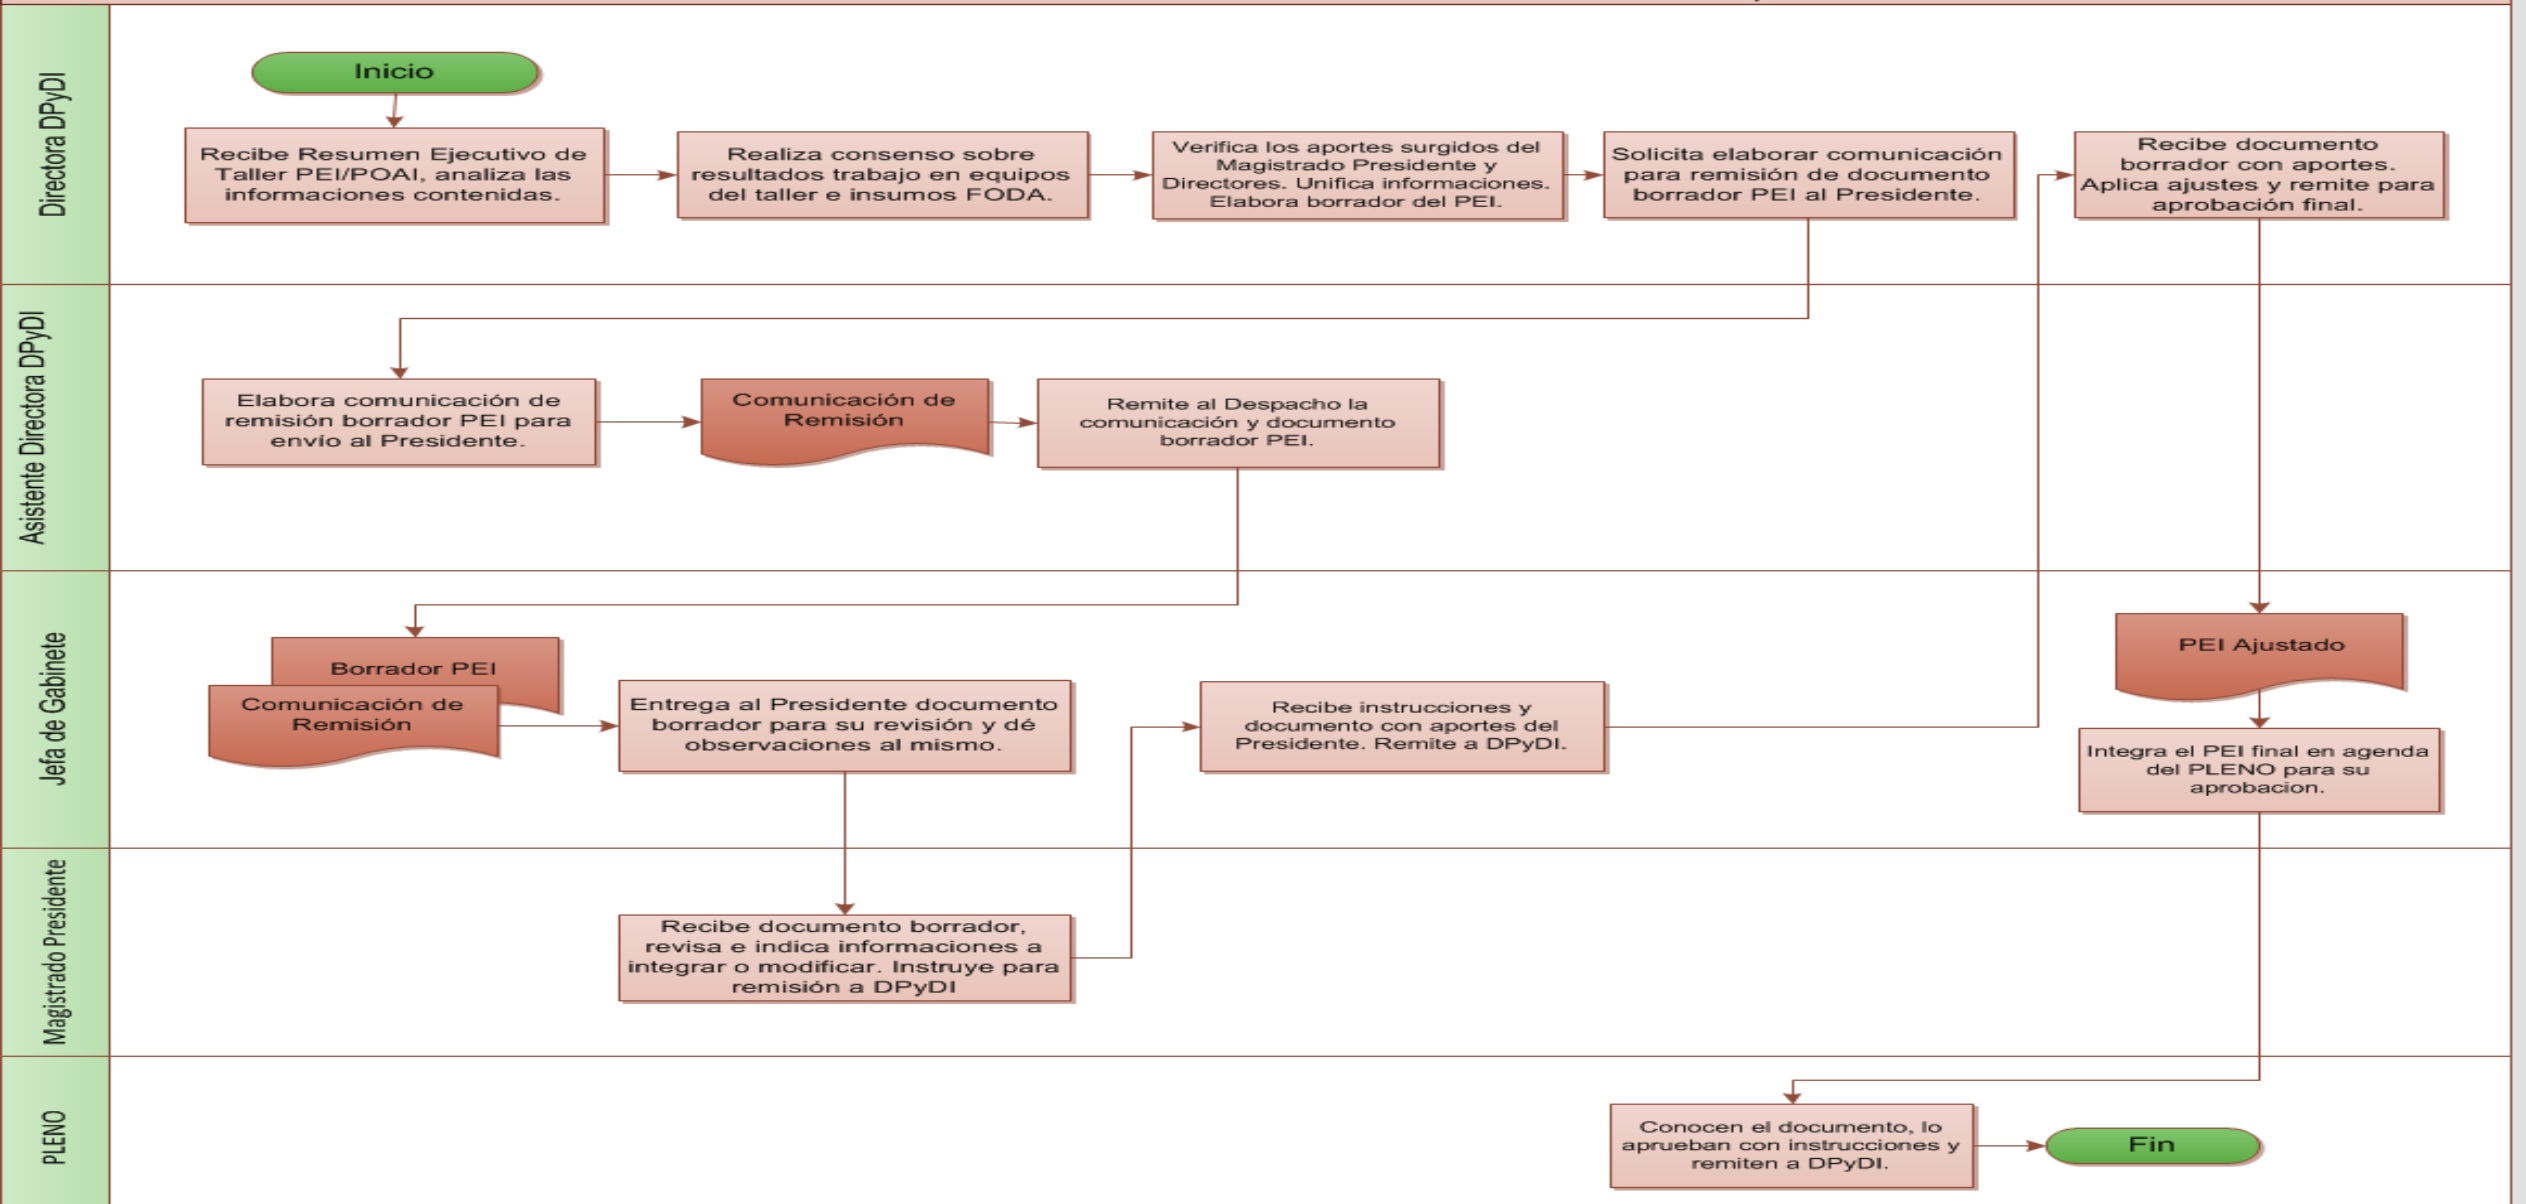 Directora DPyDI
Inicio
Recibe Resumen Ejecutivo de
Taller PEI/POAI, analiza las
informaciones contenidas.
Realiza consenso sobre
resultados trabajo en equipos
del taller e insumos FODA.
Verifica los aportes surgidos del
Magistrado Presidente y
Directores. Unifica informaciones.
Elabora borrador del PEI.
Solicita elaborar comunicación
para remisión de documento
borrador PEI al Presidente.
Recibe documento
borrador con aportes.
Aplica ajustes y remite para
aprobación final.
Asistente Directora DPyDI
Elabora comunicación de
remisión borrador PEI para
envío al Presidente.
Comunicación de
Remisión
Remite al Despacho la
comunicación y documento
borrador PEI.
Jefa de Gabinete
Borrador PEI
Comunicación de
Remisión
Entrega al Presidente documento
borrador para su revisión y dé
observaciones al mismo.
Recibe instrucciones y
documento con aportes del
Presidente. Remite a DPyDI.
PEI Ajustado
Integra el PEI final en agenda
del PLENO para su
aprobacion.
Magistrado Presidente
Recibe documento borrador,
revisa e indica informaciones a
integrar o modificar. Instruye para
remisión a DPyDI
PLENO
Conocen el documento, lo
aprueban con instrucciones y
remiten a DPyDI.
Fin